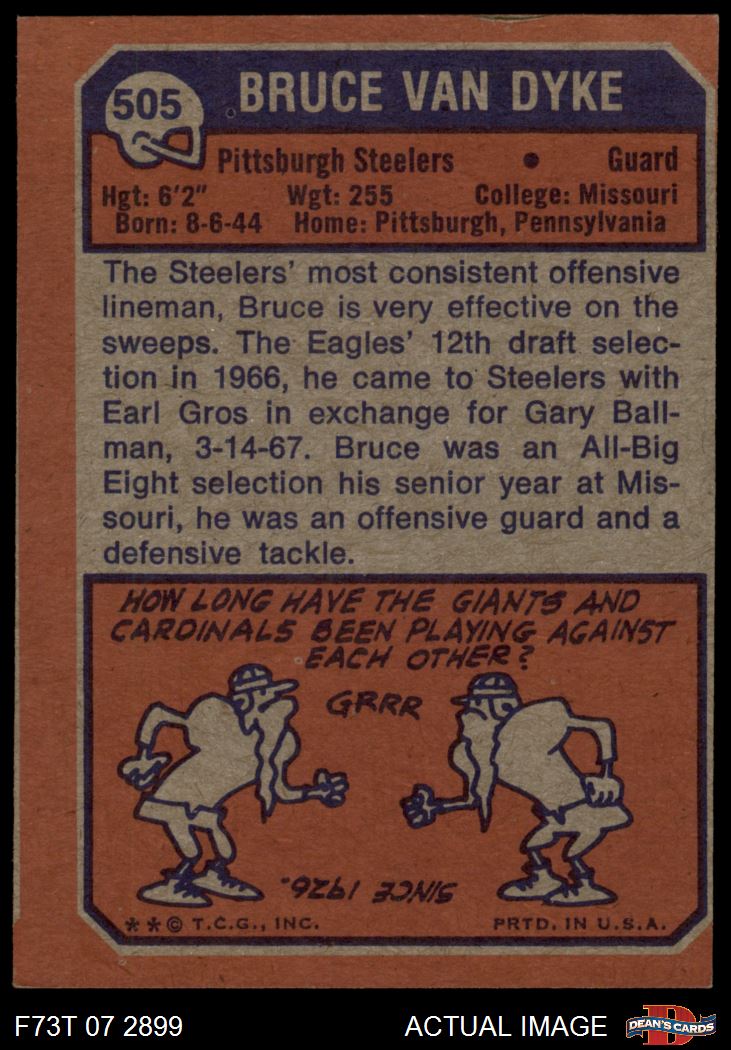 505
BRUCE VAN DYKE
Pittsburgh Steelers • Guard
Hgt: 6'2" Wgt: 255 College: Missouri
Born: 8-6-44 Home: Pittsburgh, Pennsylvania
The Steelers' most consistent offensive
lineman, Bruce is very effective on the
sweeps. The Eagles' 12th draft selec-
tion in 1966, he came to Steelers with
Earl Gros in exchange for Gary Ball-
man, 3-14-67. Bruce was an All-Big
Eight selection his senior year at Mis-
souri, he was an offensive guard and a
defensive tackle.
HOW LONG HAVE THE GIANTS AND
CARDINALS BEEN PLAYING AGAINST
EACH OTHER?
GRRR
SINCE 1926.
**© T.C.G., INC. PRTD. IN U.S.A.
F73T 07 2899 ACTUAL IMAGE
D
DEAN'S CARDS